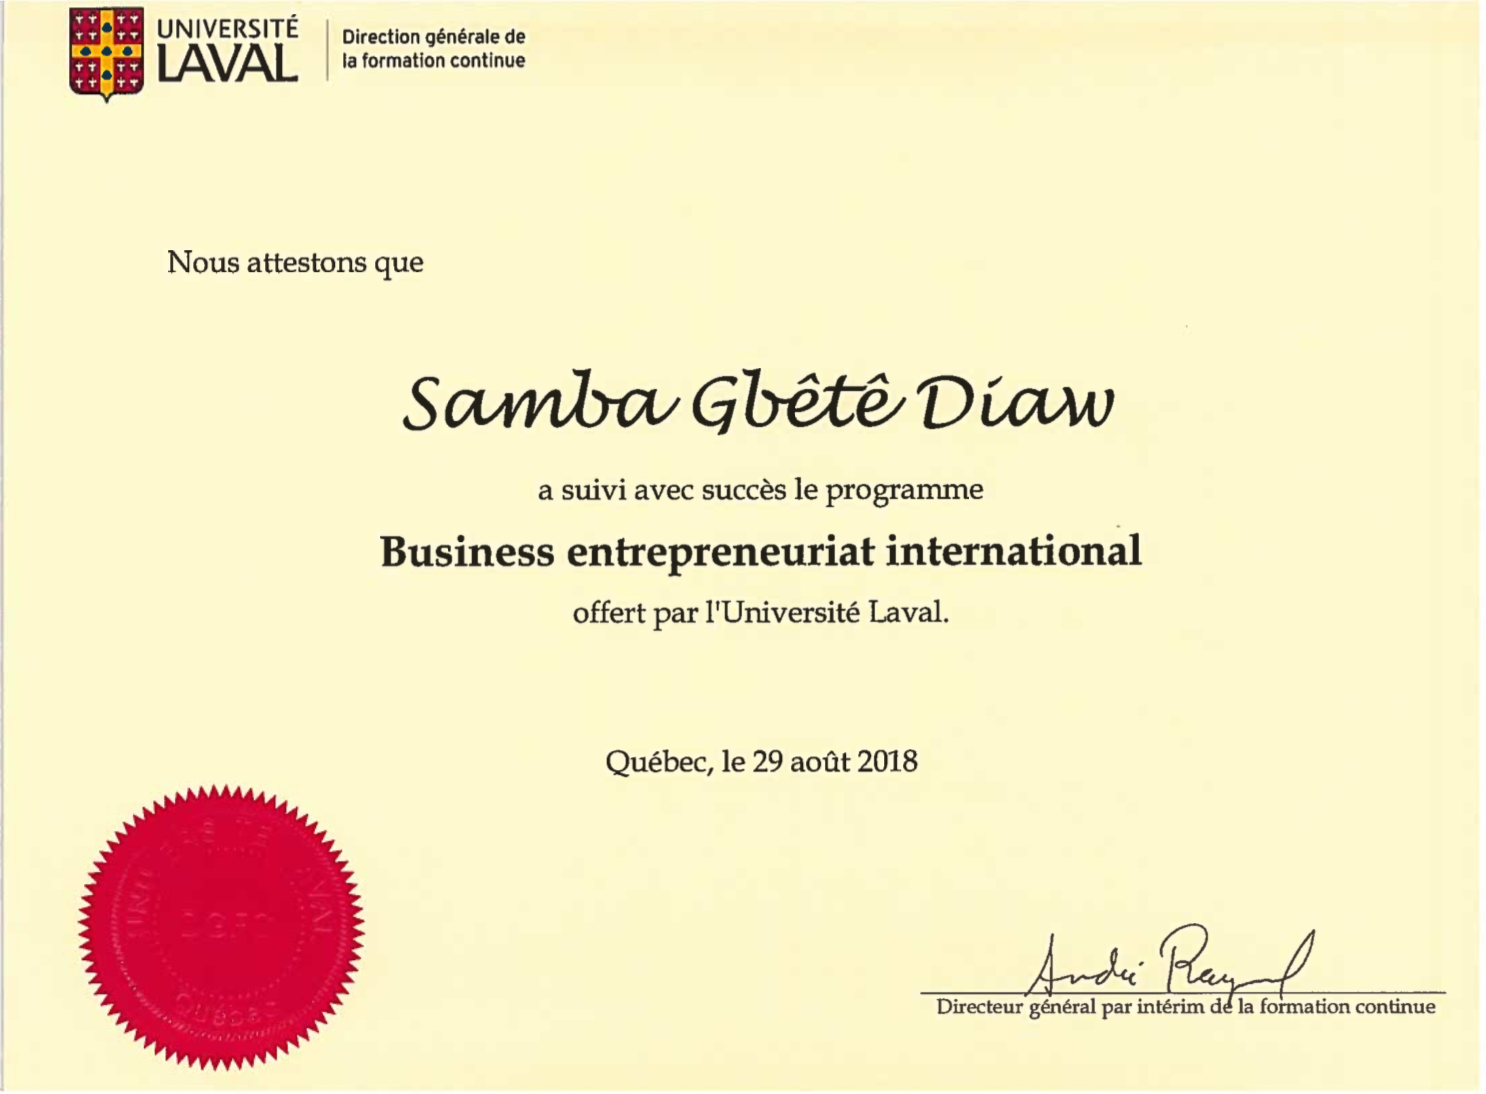 UNIVERSITÉ
LAVAL
Direction générale de
la formation continue
Nous attestons que
Samba Gbêtê Diaw
a suivi avec succès le programme
Business entrepreneuriat international
offert par l'Université Laval.
Québec, le 29 août 2018
UNIVERSITÉ LAVAL
DGFC
QUÉBEC
André
Directeur général par intérim de la formation continue